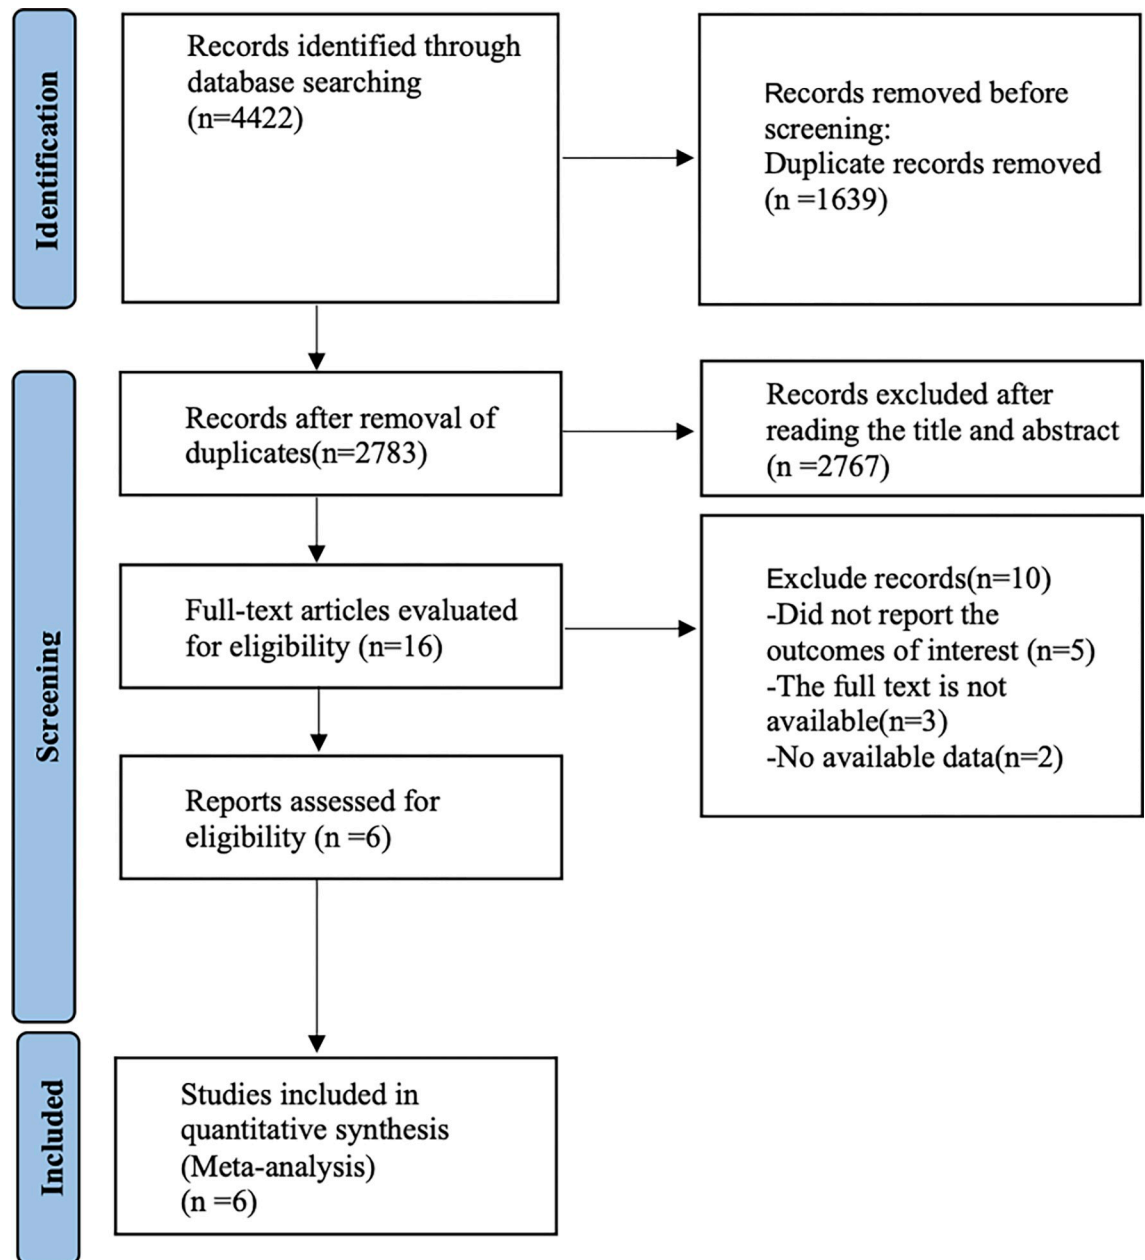 Identification
Records identified through
database searching
(n=4422)
Records removed before
screening:
Duplicate records removed
(n =1639)
Screening
Records after removal of
duplicates(n=2783)
Records excluded after
reading the title and abstract
(n =2767)
Full-text articles evaluated
for eligibility (n=16)
Exclude records(n=10)
-Did not report the
outcomes of interest (n=5)
-The full text is not
available(n=3)
-No available data(n=2)
Reports assessed for
eligibility (n =6)
Included
Studies included in
quantitative synthesis
(Meta-analysis)
(n =6)